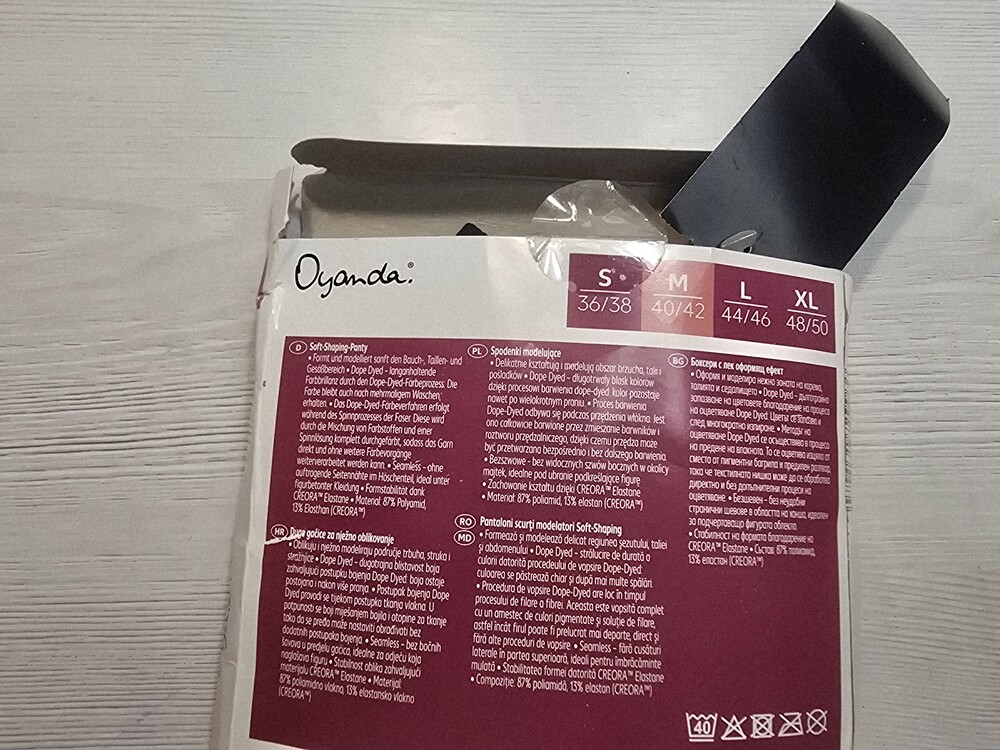 Oyanda®
S
36/38
M
40/42
L
44/46
XL
48/50
D Soft-Shaping-Panty
• Formt und modelliert sanft den Bauch-, Taillen- und
Gesäßbereich • Dope Dyed – langanhaltende
Farbbrillanz durch den Dope-Dyed-Farbeprozess: Die
Farbe bleibt auch nach mehrmaligem Waschen
erhalten. • Das Dope-Dyed-Farbeverfahren erfolgt
während des Spinnprozesses der Faser. Diese wird
durch die Mischung von Farbstoffen und einer
Spinnlösung komplett durchgefärbt, sodass das Garn
direkt und ohne weitere Farbevorgänge
weiterverarbeitet werden kann. • Seamless – ohne
auftragende Seitennähte im Höschenteil, ideal unter
figurbetonter Kleidung • Formstabilität dank
CREORA™ Elastane • Material: 87% Polyamid,
13% Elasthan (CREORA™)
HR Duge gaćice za nježno oblikovanje
• Oblikuju i nježno modeliraju područje trbuha, struka i
stražnjice • Dope Dyed – dugotrajna blistavost boja
zahvaljujući postupku bojenja Dope Dyed: boja ostaje
postojana i nakon više pranja. • Postupak bojenja Dope
Dyed provodi se tijekom postupka tkanja vlakna. U
potpunosti se boji miješanjem bojila i otopine za tkanje
tako da se pređa može nastaviti obrađivati bez
dodatnih postupaka bojenja. • Seamless – bez bočnih
šavova u predjelu gaćica, idealne za odjeću koja
naglašava figuru • Stabilnost oblika zahvaljujući
materijalu CREORA™ Elastane • Materijal:
87% poliamidno vlakno, 13% elastansko vlakno
(CREORA™)
PL Spodenki modelujące
• Delikatnie kształtują i modelują obszar brzucha, talii i
pośladków • Dope Dyed – długotrwały blask kolorów
dzięki procesowi barwienia dope-dyed: kolor pozostaje
nawet po wielokrotnym praniu. • Proces barwienia
Dope-Dyed odbywa się podczas przędzenia włókna. Jest
ono całkowicie barwione przez zmieszanie barwników i
roztworu przędzalniczego, dzięki czemu przędza może
być przetwarzana bezpośrednio i bez dalszego barwienia.
• Bezszwowe – bez widocznych szwów bocznych w okolicy
majtek, idealne pod ubranie podkreślające figurę
• Zachowanie kształtu dzięki CREORA™ Elastane
• Materiał: 87% poliamid, 13% elastan (CREORA™)
RO MD Pantaloni scurți modelatori Soft-Shaping
• Formează și modelează delicat regiunea șezutului, taliei
și abdomenului • Dope Dyed – strălucire de durată a
culorii datorită procedeului de vopsire Dope-Dyed:
culoarea se păstrează chiar și după mai multe spălări.
• Procedura de vopsire Dope-Dyed are loc în timpul
procesului de filare a fibrei. Aceasta este vopsită complet
cu un amestec de culori pigmentate și soluție de filare,
astfel încât firul poate fi prelucrat mai departe, direct și
fără alte proceduri de vopsire. • Seamless – fără cusături
laterale în partea superioară, ideali pentru îmbrăcăminte
mulată • Stabilitatea formei datorită CREORA™ Elastane
• Compoziție: 87% poliamidă, 13% elastan (CREORA™)
BG Боксери с лек оформящ ефект
• Оформя и моделира нежно зоната на корема,
талията и седалището • Dope Dyed – дълготрайно
запазване на цветовете благодарение на процеса
на оцветяване Dope Dyed: Цветът се запазва и
след многократно изпиране. • Методът на
оцветяване Dope Dyed се осъществява в процеса
на предене на влакното. То се оцветява изцяло от
сместа от пигментни багрила и предилен разтвор,
така че текстилната нишка може да се обработва
директно и без допълнителни процеси на
оцветяване • Безшевен – без неудобни
странични шевове в областта на ханша, идеален
за подчертаващо фигурата облекло
• Стабилност на формата благодарение на
CREORA™ Elastane • Състав: 87% полиамид,
13% еластан (CREORA™)
40